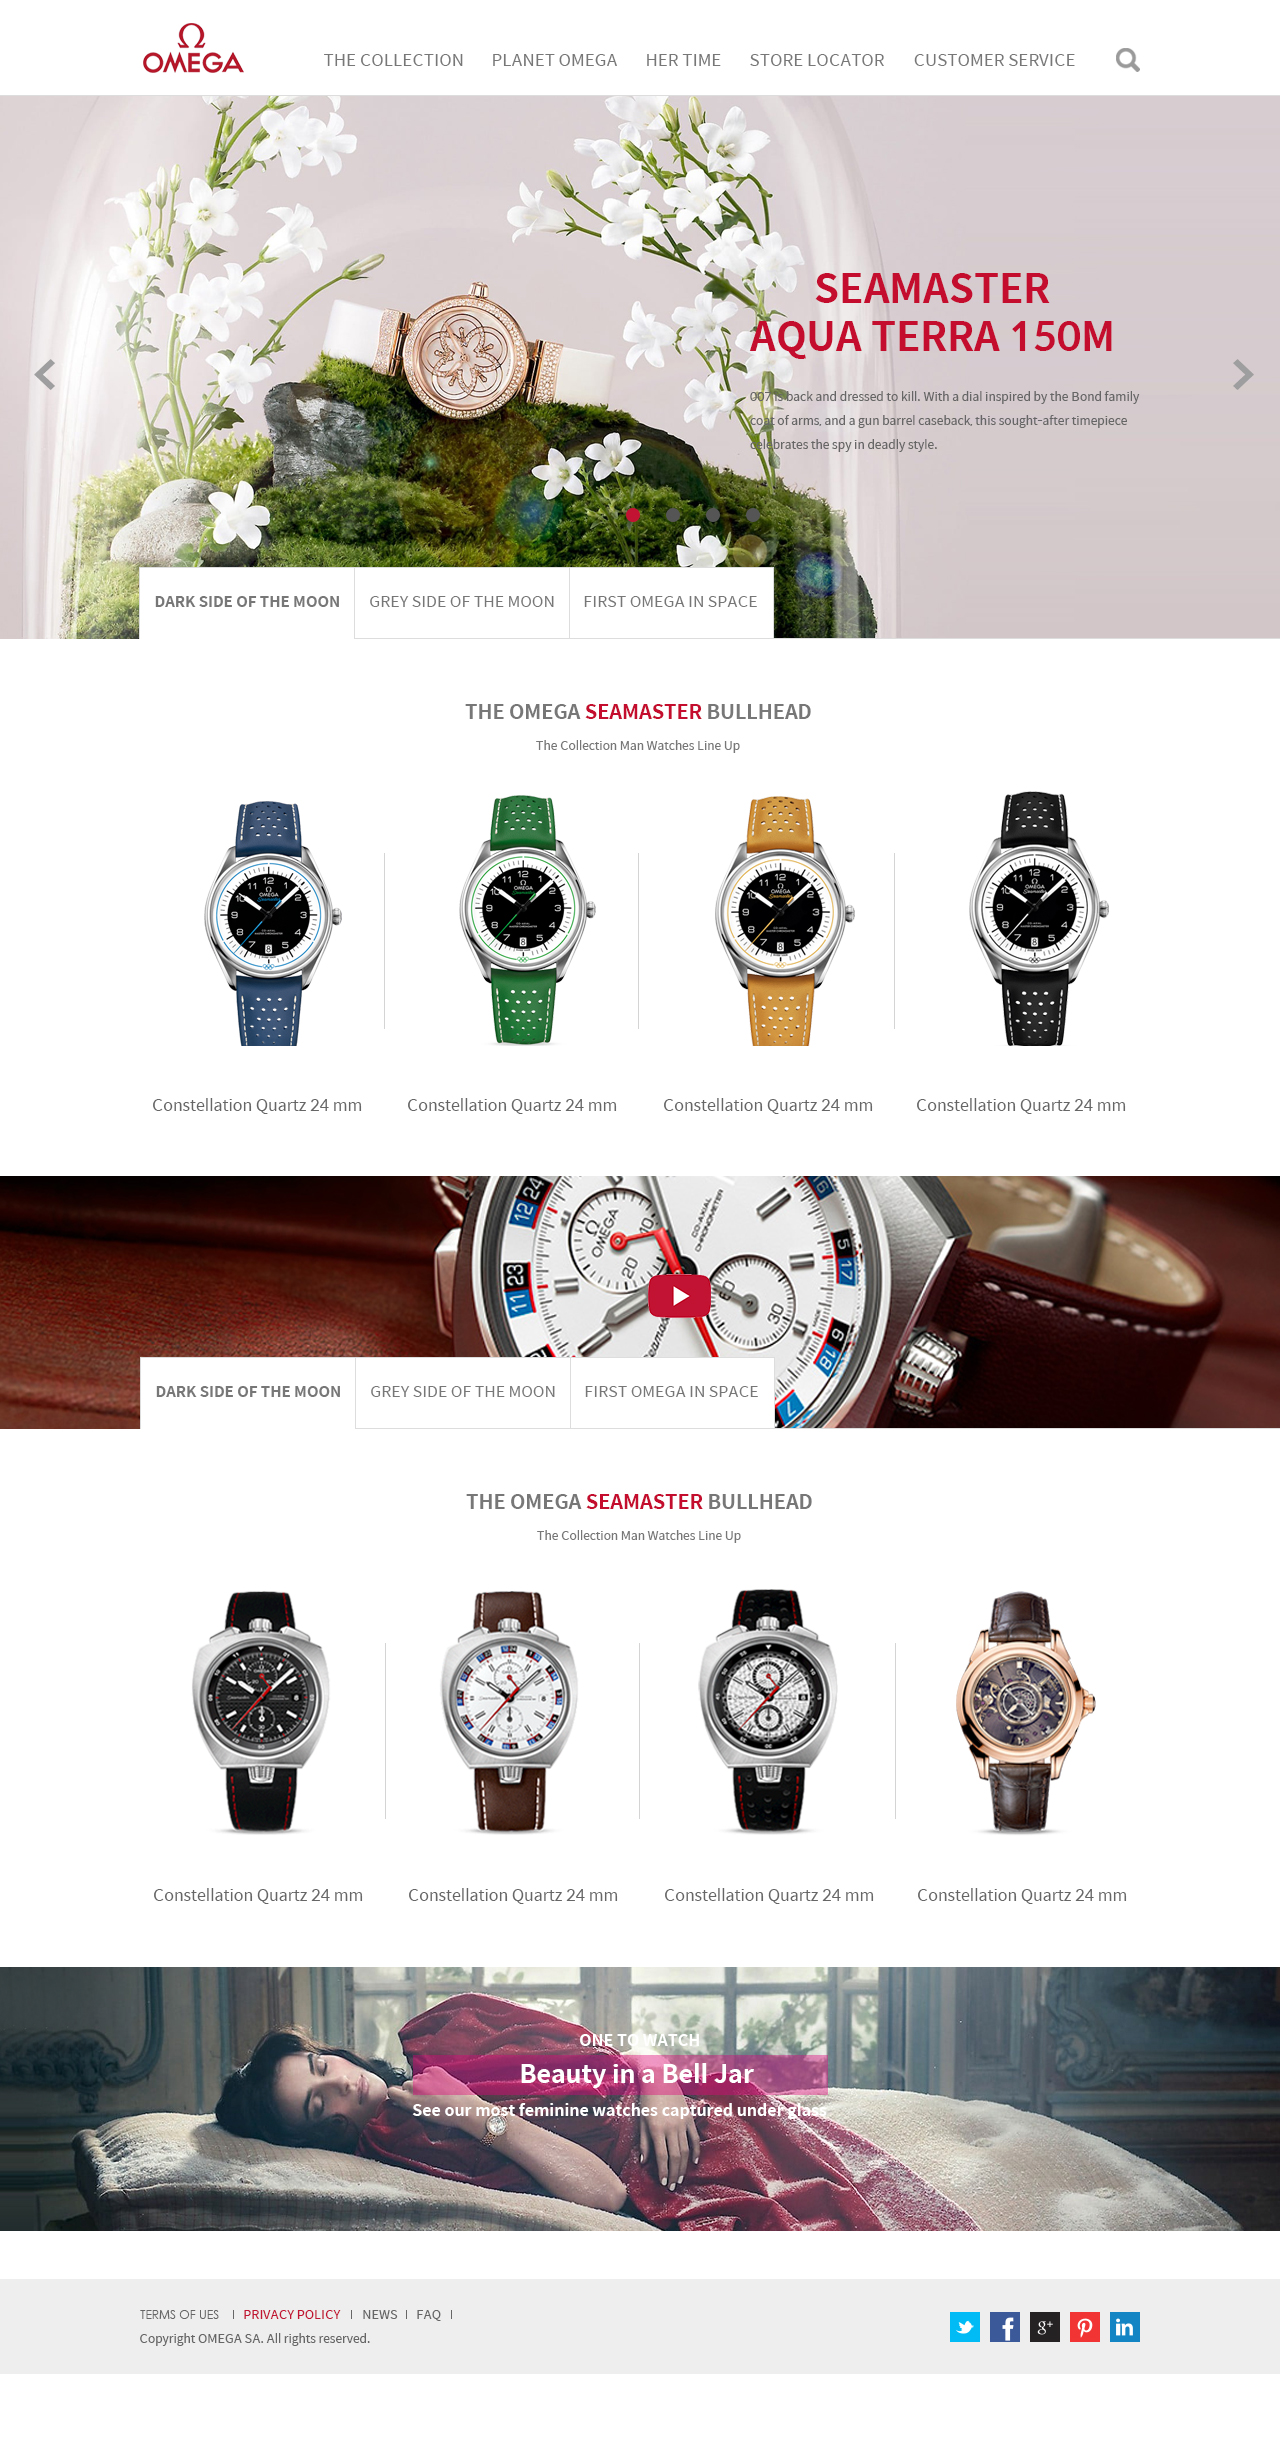 OMEGA
THE COLLECTION PLANET OMEGA HER TIME STORE LOCATOR CUSTOMER SERVICE
SEAMASTER
AQUA TERRA 150M
007 is back and dressed to kill. With a dial inspired by the Bond family
coat of arms, and a gun barrel caseback, this sought-after timepiece
celebrates the spy in deadly style.
DARK SIDE OF THE MOON GREY SIDE OF THE MOON FIRST OMEGA IN SPACE
THE OMEGA SEAMASTER BULLHEAD
The Collection Man Watches Line Up
Constellation Quartz 24 mm Constellation Quartz 24 mm Constellation Quartz 24 mm Constellation Quartz 24 mm
OMEGA
CO-AXIAL
CHRONOMETER
DARK SIDE OF THE MOON GREY SIDE OF THE MOON FIRST OMEGA IN SPACE
THE OMEGA SEAMASTER BULLHEAD
The Collection Man Watches Line Up
Constellation Quartz 24 mm Constellation Quartz 24 mm Constellation Quartz 24 mm Constellation Quartz 24 mm
ONE TO WATCH
Beauty in a Bell Jar
See our most feminine watches captured under glass
TERMS OF UES | PRIVACY POLICY | NEWS | FAQ |
Copyright OMEGA SA. All rights reserved.